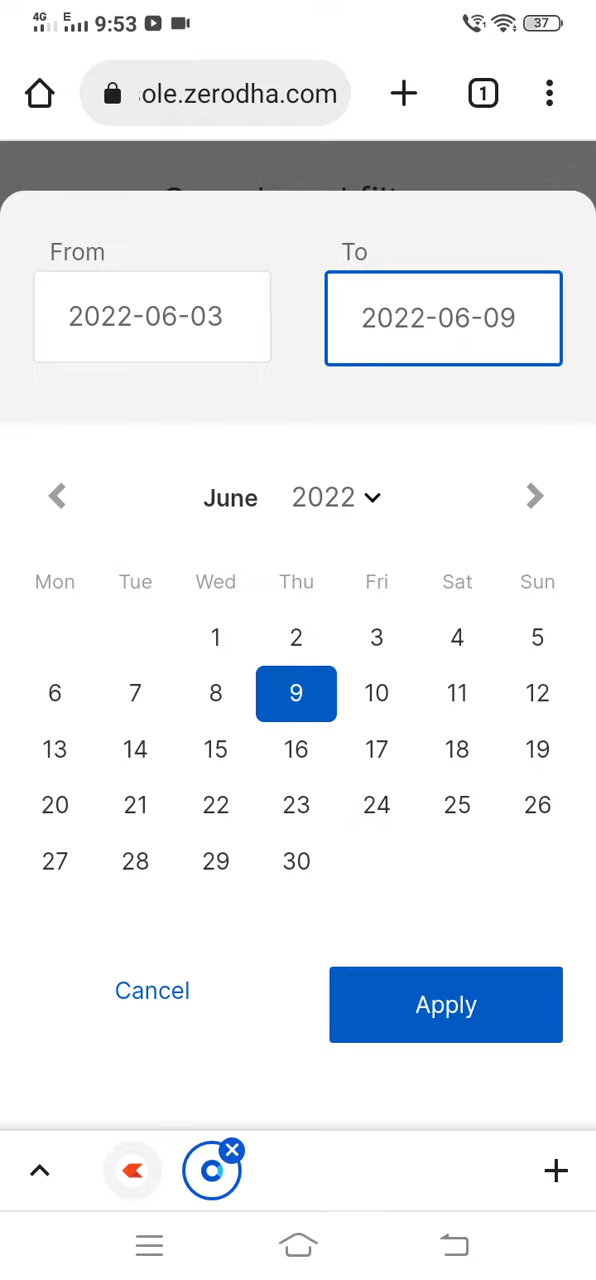 4G E 9:53 37
ole.zerodha.com 1
From To
2022-06-03 2022-06-09
June 2022
Mon Tue Wed Thu Fri Sat Sun
1 2 3 4 5
6 7 8 9 10 11 12
13 14 15 16 17 18 19
20 21 22 23 24 25 26
27 28 29 30
Cancel Apply